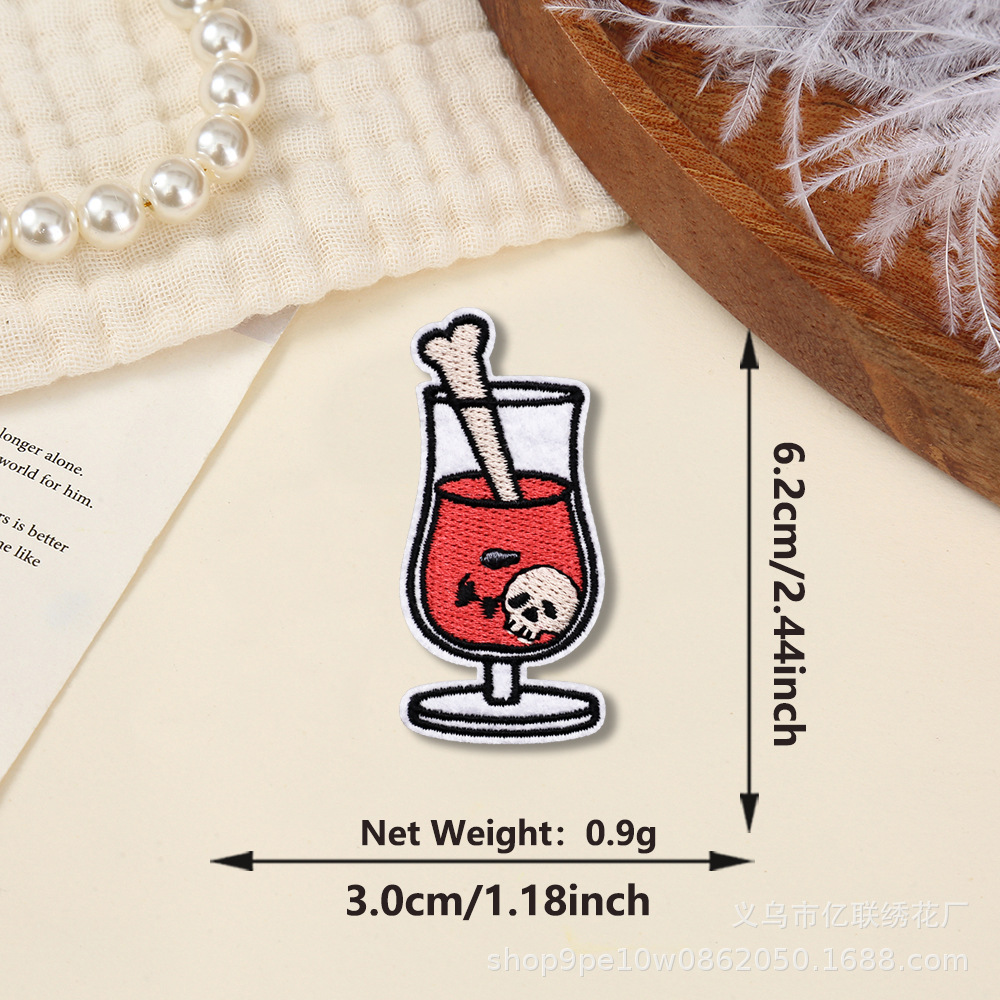 longer alone.
world for him.
rs is better
ne like
6.2cm/2.44inch
Net Weight: 0.9g
3.0cm/1.18inch
义乌市亿联绣花厂
shop9pe10w0862050.1688.com